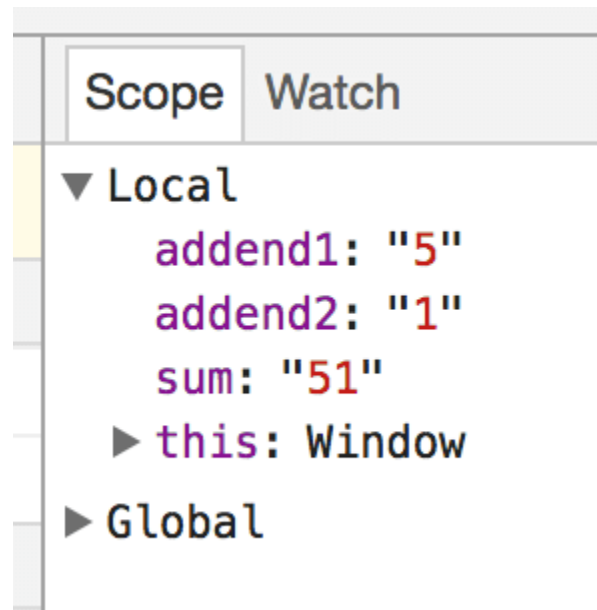 Scope Watch
Local
addend1: "5"
addend2: "1"
sum: "51"
this: Window
Global